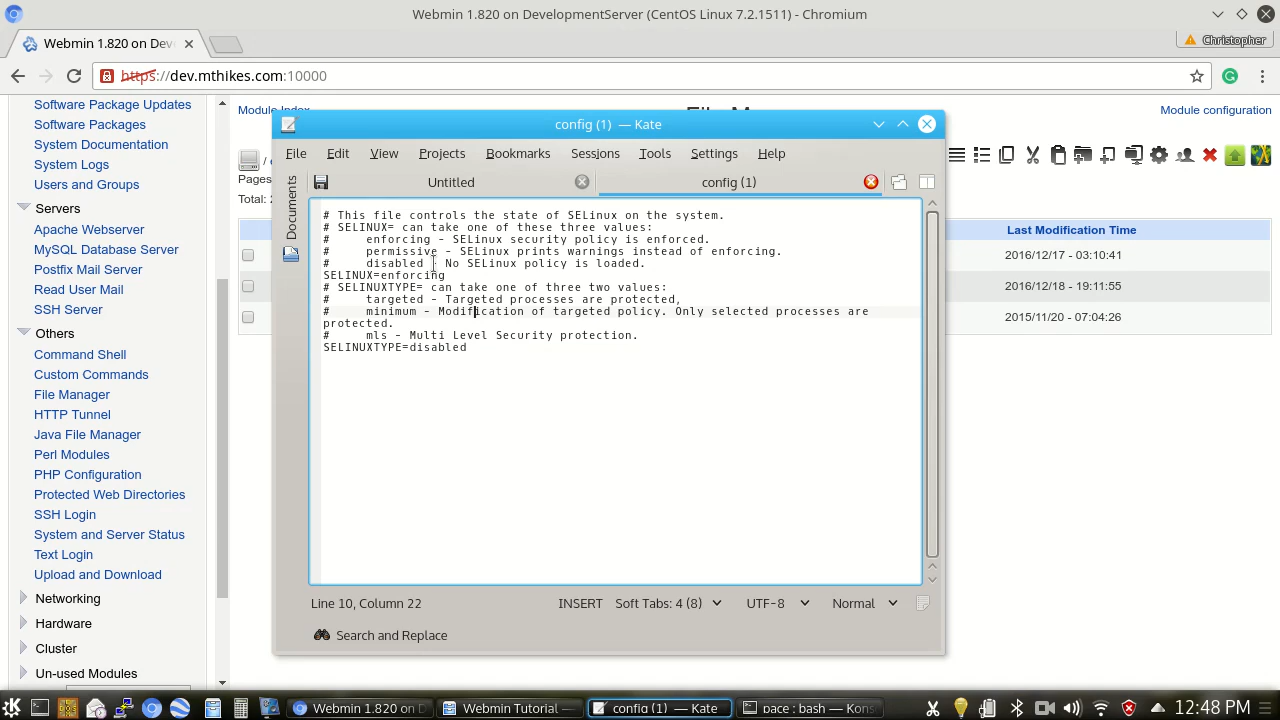 Webmin 1.820 on DevelopmentServer (CentOS Linux 7.2.1511) - Chromium
Webmin 1.820 on Dev
Christopher
https://dev.mthikes.com:10000
Software Package Updates
Software Packages
System Documentation
System Logs
Users and Groups
Servers
Apache Webserver
MySQL Database Server
Postfix Mail Server
Read User Mail
SSH Server
Others
Command Shell
Custom Commands
File Manager
HTTP Tunnel
Java File Manager
Perl Modules
PHP Configuration
Protected Web Directories
SSH Login
System and Server Status
Text Login
Upload and Download
Networking
Hardware
Cluster
Un-used Modules
Module Index
Module configuration
Pages
Total: 2
Last Modification Time
2016/12/17 - 03:10:41
2016/12/18 - 19:11:55
2015/11/20 - 07:04:26
config (1) — Kate
File Edit View Projects Bookmarks Sessions Tools Settings Help
Documents
Untitled
config (1)
# This file controls the state of SELinux on the system.
# SELINUX= can take one of these three values:
# enforcing - SELinux security policy is enforced.
# permissive - SELinux prints warnings instead of enforcing.
# disabled - No SELinux policy is loaded.
SELINUX=enforcing
# SELINUXTYPE= can take one of three two values:
# targeted - Targeted processes are protected,
# minimum - Modification of targeted policy. Only selected processes are
protected.
# mls - Multi Level Security protection.
SELINUXTYPE=disabled
Line 10, Column 22
INSERT
Soft Tabs: 4 (8)
UTF-8
Normal
Search and Replace
Webmin 1.820 on D
Webmin Tutorial —
config (1) — Kate
pace : bash — Kons
12:48 PM